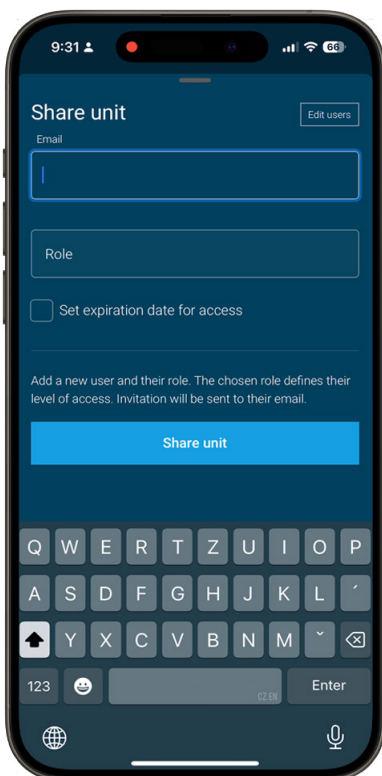 9:31
66
Share unit
Edit users
Email
Role
Set expiration date for access
Add a new user and their role. The chosen role defines their
level of access. Invitation will be sent to their email.
Share unit
Q W E R T Z U I O P
A S D F G H J K L ´
Y X C V B N M ˇ
123
CZ EN
Enter